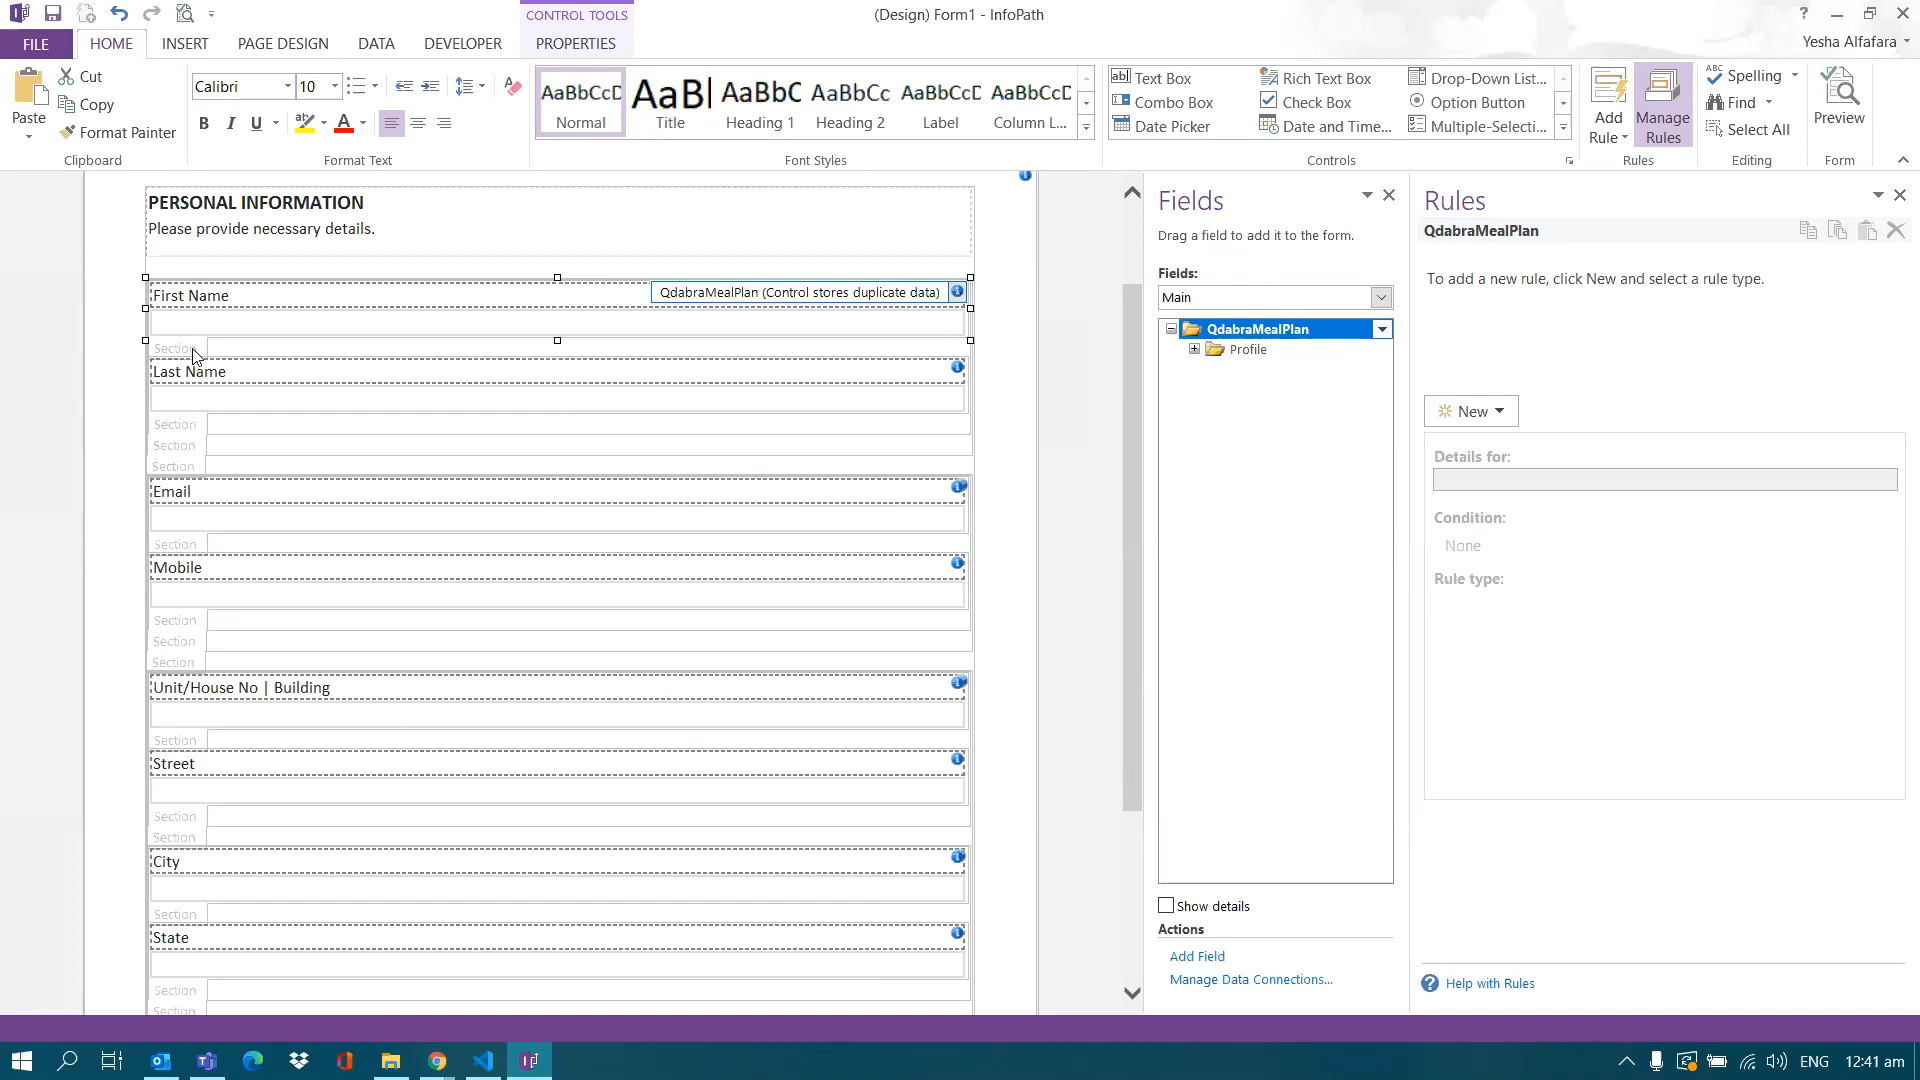 CONTROL TOOLS
(Design) Form1 - InfoPath
?
FILE
HOME
INSERT
PAGE DESIGN
DATA
DEVELOPER
PROPERTIES
Yesha Alfafara
Paste
Cut
Copy
Format Painter
Clipboard
Calibri
10
B I U
ab
A
Format Text
AaBbCcD
Normal
AaBl
Title
AaBbC
Heading 1
AaBbCc
Heading 2
AaBbCcD
Label
AaBbCcD
Column L...
Font Styles
Text Box
Rich Text Box
Drop-Down List...
Combo Box
Check Box
Option Button
Date Picker
Date and Time...
Multiple-Selecti...
Controls
Add
Rule
Manage
Rules
Rules
ABC
Spelling
Find
Select All
Editing
Preview
Form
PERSONAL INFORMATION
Please provide necessary details.
First Name
QdabraMealPlan (Control stores duplicate data)
Section
Last Name
Section
Section
Section
Email
Section
Mobile
Section
Section
Section
Unit/House No | Building
Section
Street
Section
Section
City
Section
State
Section
Section
Fields
Drag a field to add it to the form.
Fields:
Main
QdabraMealPlan
Profile
Show details
Actions
Add Field
Manage Data Connections...
Rules
QdabraMealPlan
To add a new rule, click New and select a rule type.
New
Details for:
Condition:
None
Rule type:
? Help with Rules
ENG
12:41 am